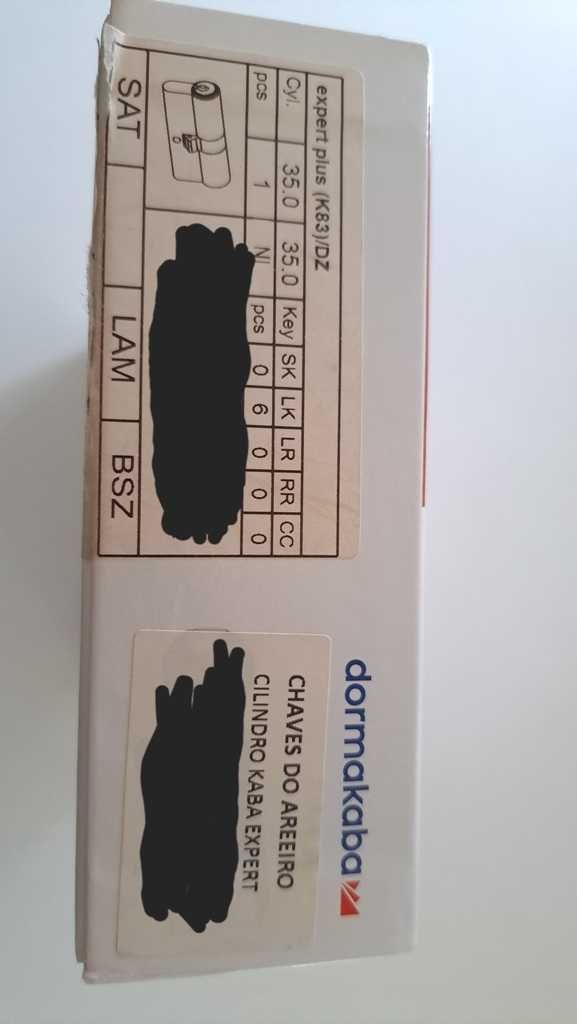 dormakaba
expert plus (K83)/DZ
Cyl. 35.0 35.0 Key SK LK LR RR CC
pcs 1 NI pcs 0 6 0 0 0
SAT LAM BSZ
CHAVES DO AREEIRO
CILINDRO KABA EXPERT